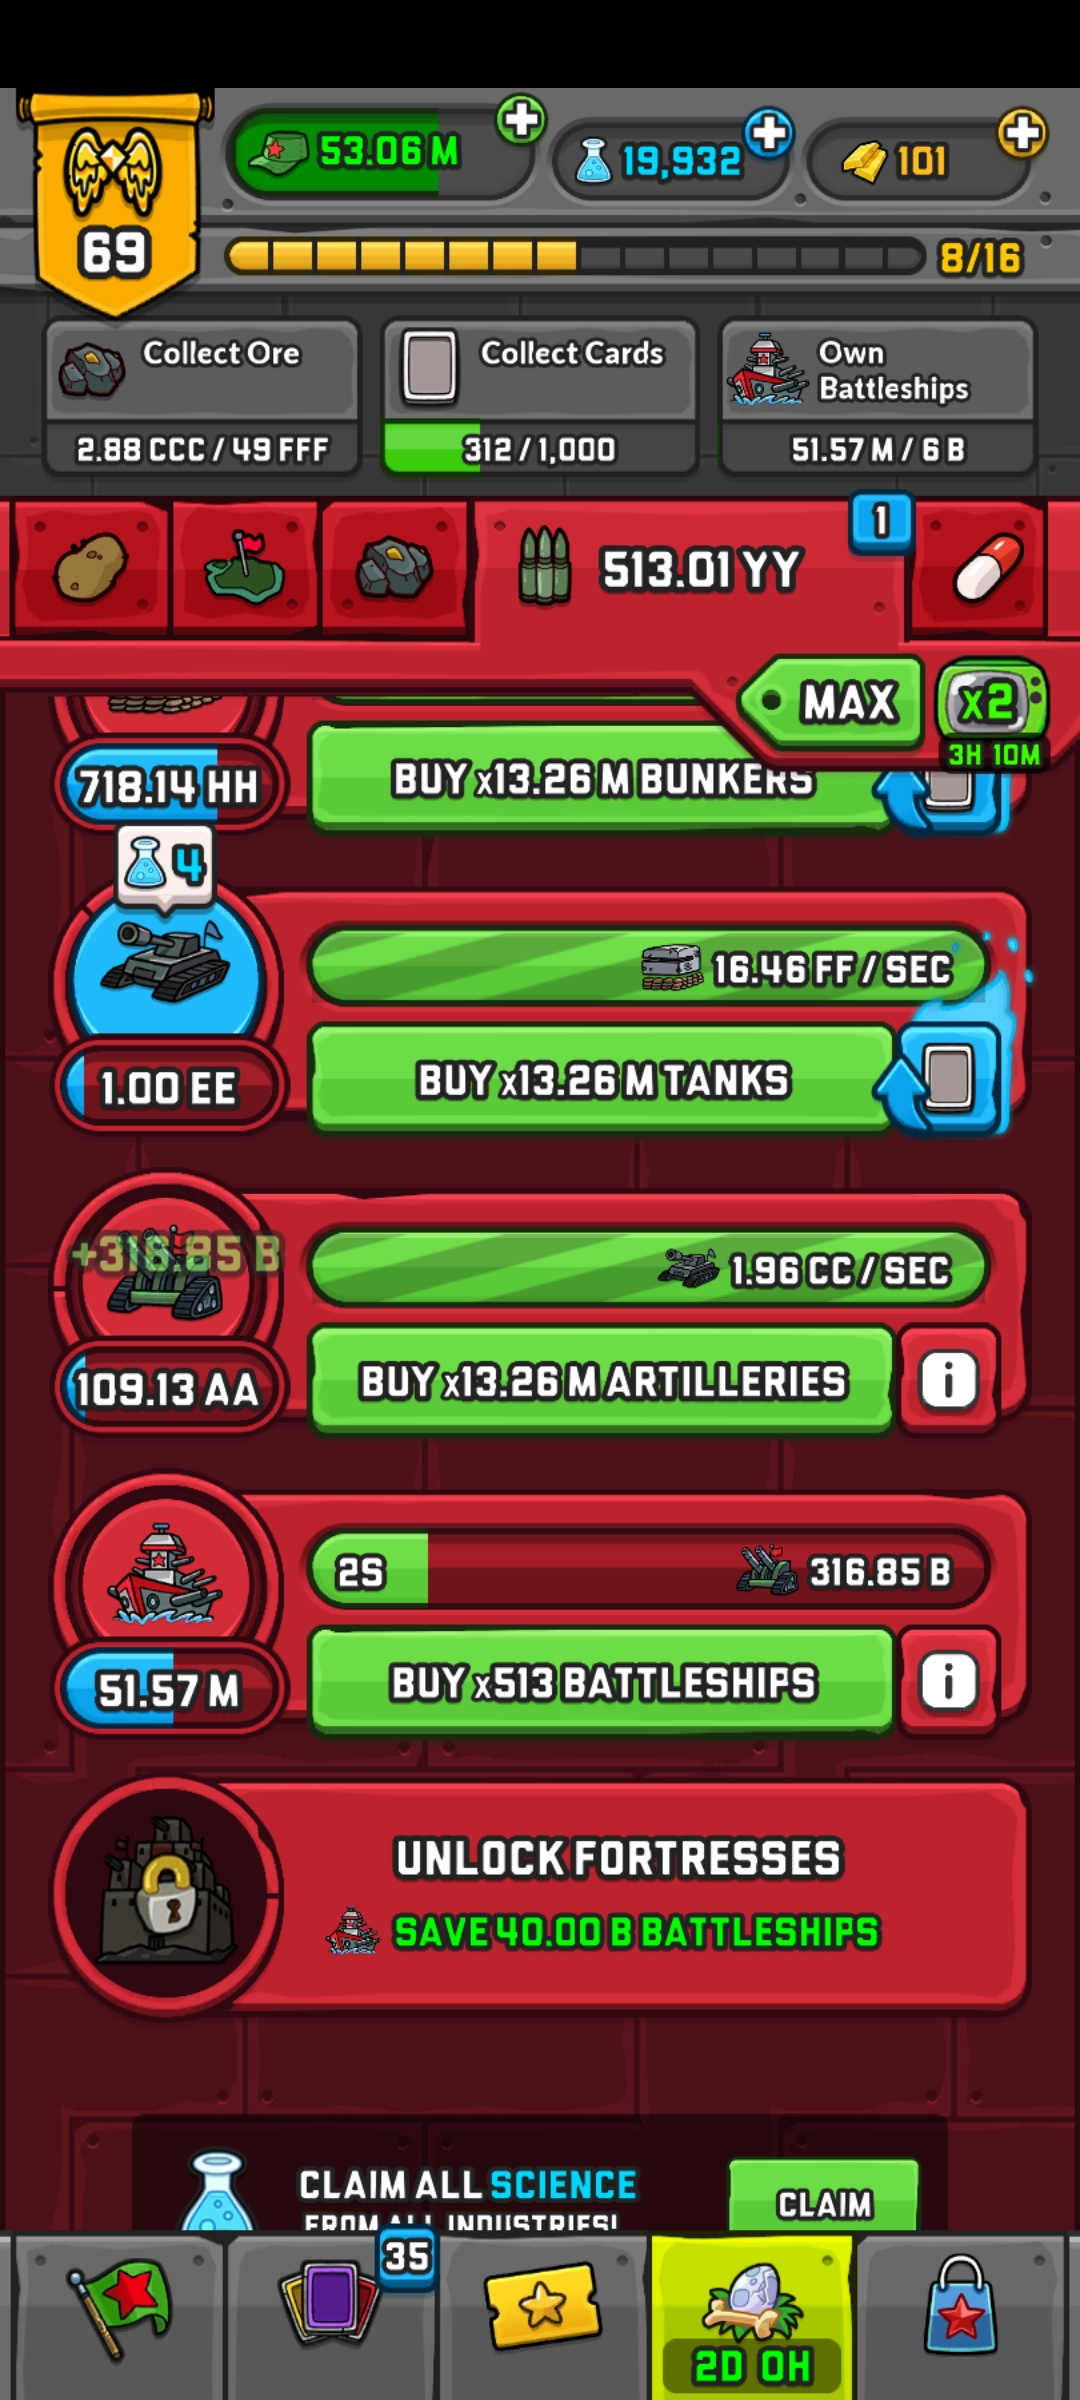 53.06 M
19,932
101
69
8/16
Collect Ore
2.88 CCC / 49 FFF
Collect Cards
312 / 1,000
Own
Battleships
51.57 M / 6 B
513.01 YY
1
MAX
x2
3H 10M
718.14 HH
BUY x13.26 M BUNKERS
4
16.46 FF / SEC
1.00 EE
BUY x13.26 M TANKS
+316.85 B
1.96 CC / SEC
109.13 AA
BUY x13.26 M ARTILLERIES
i
2S
316.85 B
51.57 M
BUY x513 BATTLESHIPS
i
UNLOCK FORTRESSES
SAVE 40.00 B BATTLESHIPS
CLAIM ALL SCIENCE
FROM ALL INDUSTRIES!
CLAIM
35
2D 0H